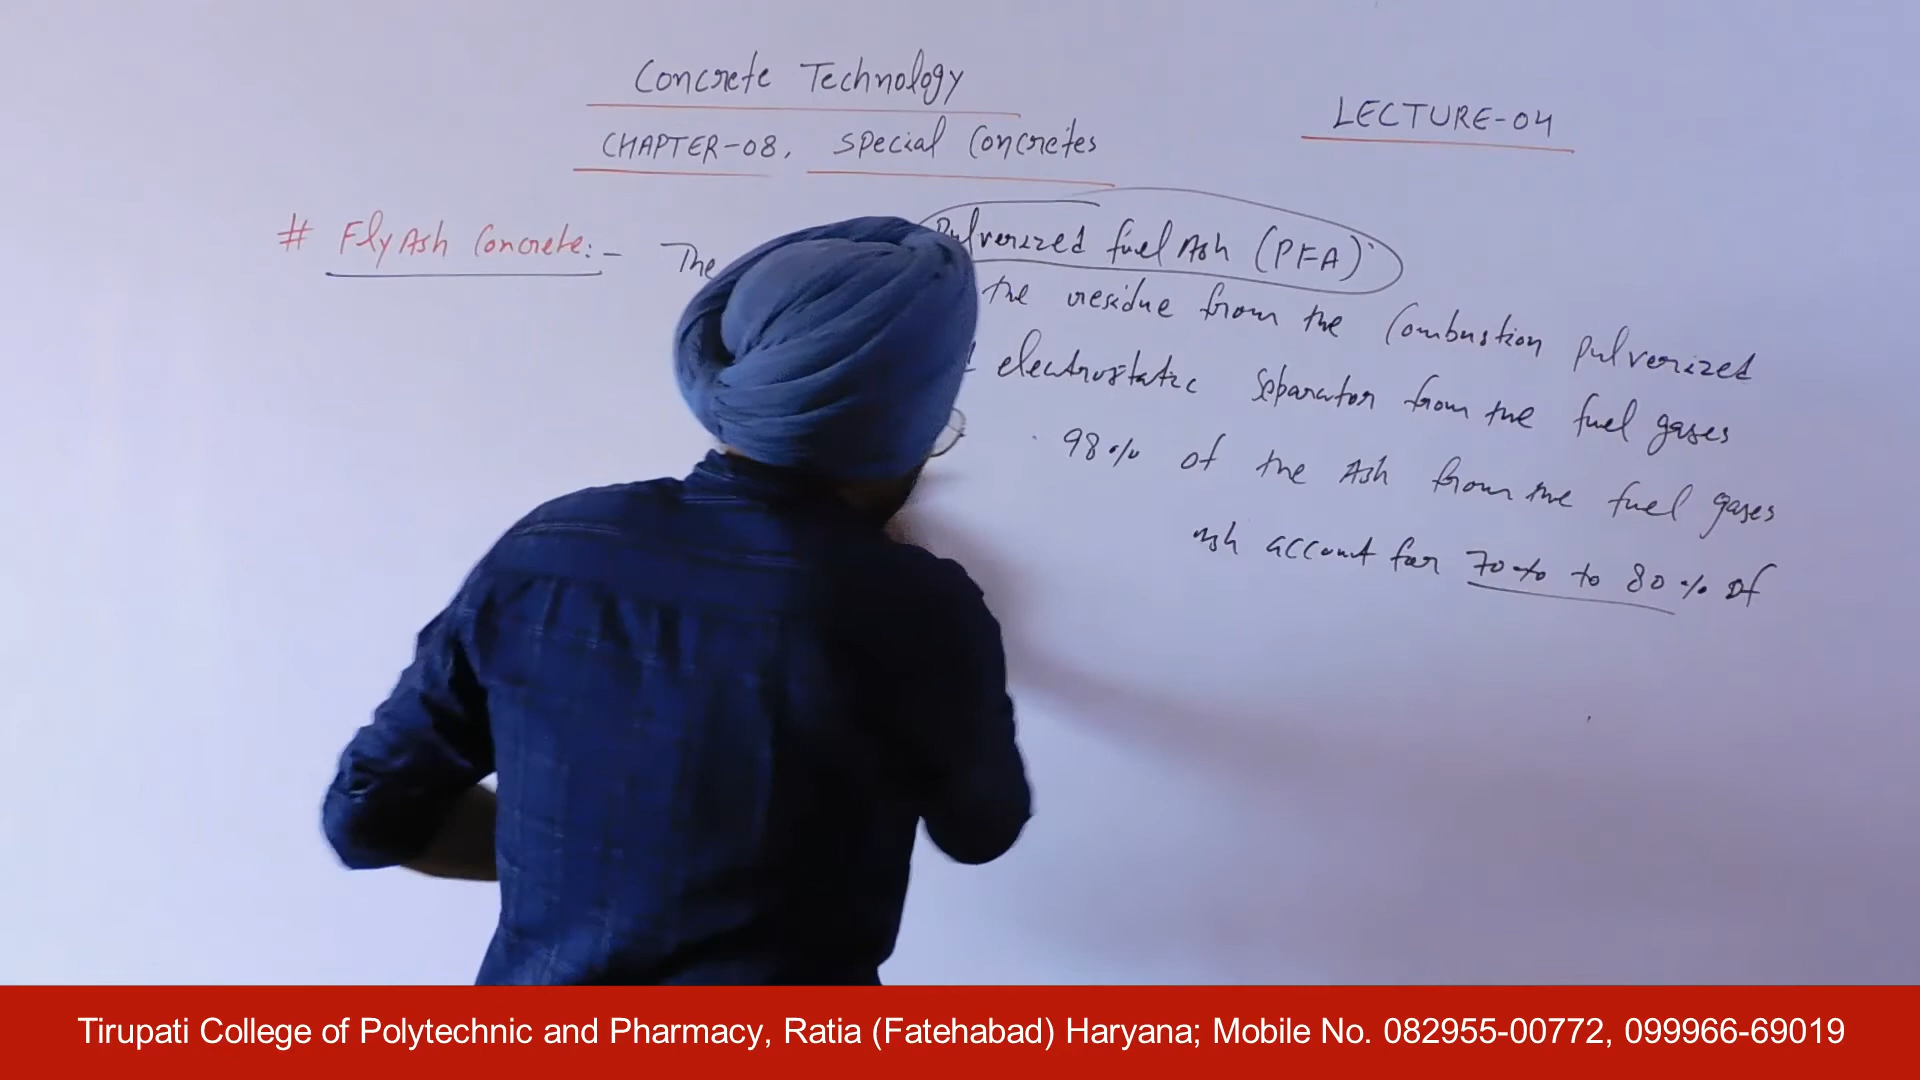 Concrete Technology
LECTURE-04
CHAPTER-08, Special Concretes
# Fly Ash Concrete:- The Pulverized fuel Ash (PFA)
the residue from the Combustion pulverized
electrostatic Separator from the fuel gases
98% of the Ash from the fuel gases
ash account for 70% to 80% of
Tirupati College of Polytechnic and Pharmacy, Ratia (Fatehabad) Haryana; Mobile No. 082955-00772, 099966-69019